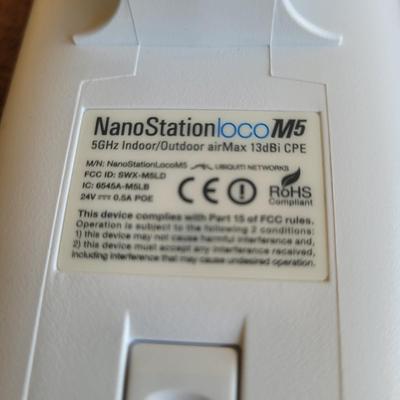 NanoStationlocoM5
5GHz Indoor/Outdoor airMax 13dBi CPE
M/N: NanoStationLocoM5 UBIQUITI NETWORKS
FCC ID: SWX-M5LD
IC: 6545A-M5LB
24V 0.5A POE
CE
RoHS
Compliant
This device complies with Part 15 of FCC rules.
Operation is subject to the following 2 conditions:
1) this device may not cause harmful interference and,
2) this device must accept any interference received,
including interference that may cause undesired operation.